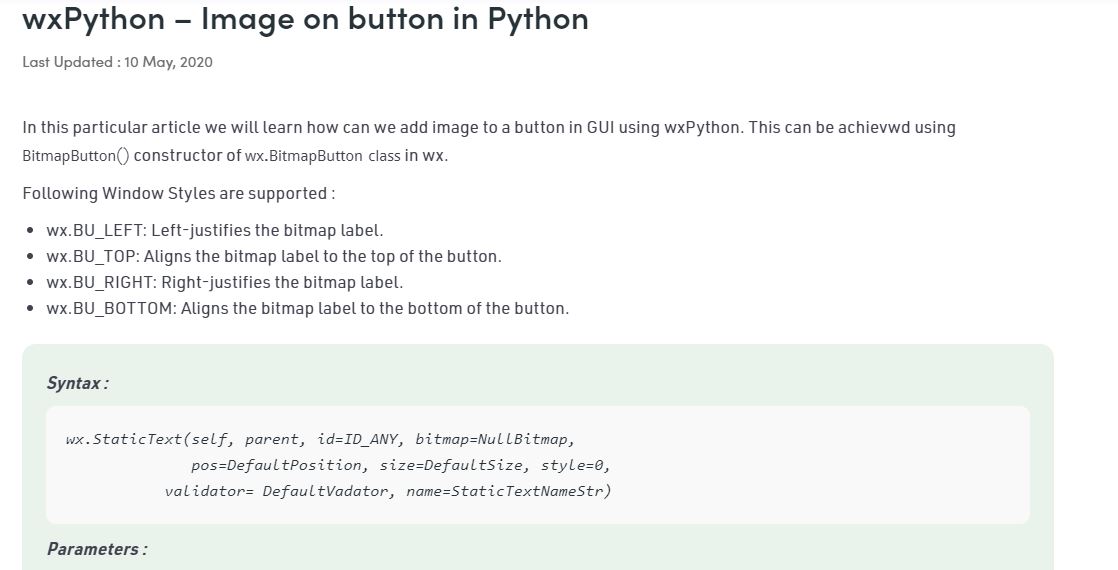 wxPython – Image on button in Python
Last Updated : 10 May, 2020
In this particular article we will learn how can we add image to a button in GUI using wxPython. This can be achievwd using
BitmapButton() constructor of wx.BitmapButton class in wx.
Following Window Styles are supported :
• wx.BU_LEFT: Left-justifies the bitmap label.
• wx.BU_TOP: Aligns the bitmap label to the top of the button.
• wx.BU_RIGHT: Right-justifies the bitmap label.
• wx.BU_BOTTOM: Aligns the bitmap label to the bottom of the button.
Syntax :
wx.StaticText(self, parent, id=ID_ANY, bitmap=NullBitmap,
pos=DefaultPosition, size=DefaultSize, style=0,
validator= DefaultVadator, name=StaticTextNameStr)
Parameters :